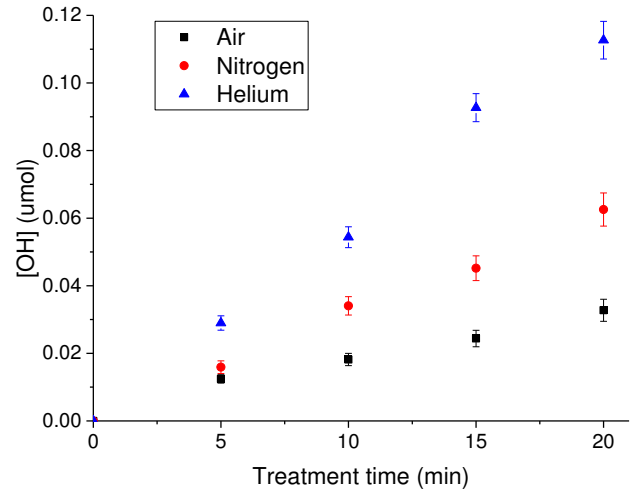 0.12
0.10
0.08
0.06
0.04
0.02
0.00
[OH] (umol)
Air
Nitrogen
Helium
0 5 10 15 20
Treatment time (min)